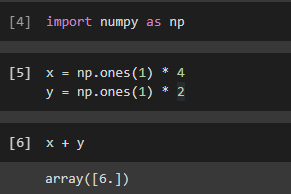 [4] import numpy as np
[5] x = np.ones(1) * 4
y = np.ones(1) * 2
[6] x + y
array([6.])